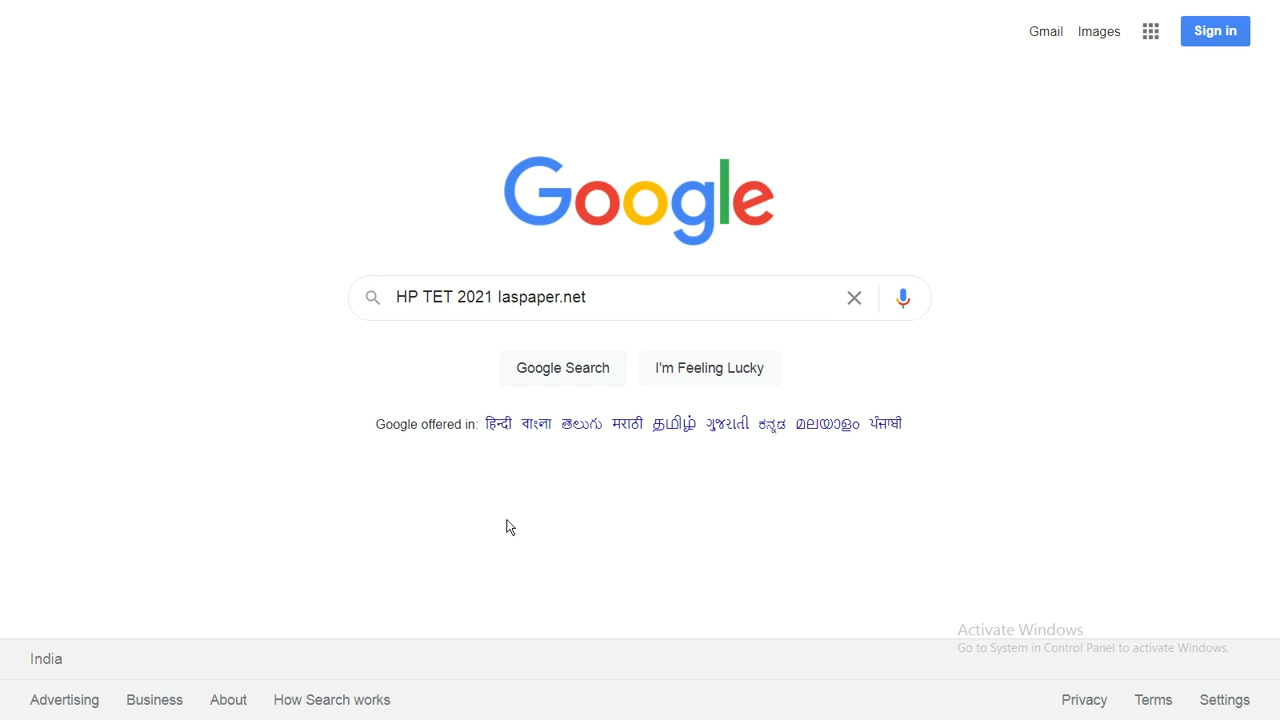 Gmail Images Sign in
Google
HP TET 2021 Iaspaper.net
Google Search I'm Feeling Lucky
Google offered in: हिन्दी বাংলা తెలుగు मराठी தமிழ் ગુજરાતી ಕನ್ನಡ മലയാളം ਪੰਜਾਬੀ
Activate Windows
Go to System in Control Panel to activate Windows.
India
Advertising Business About How Search works Privacy Terms Settings